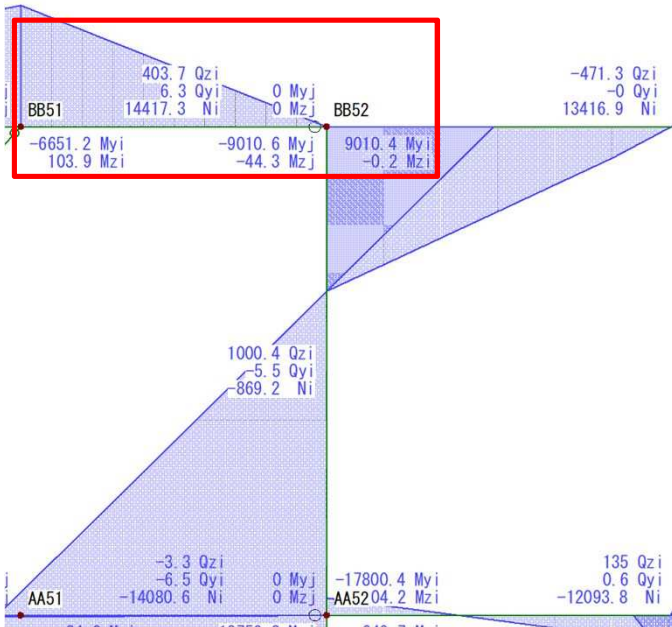 403.7 Qzi
6.3 Qyi 0 Myj
BB51 14417.3 Ni 0 Mzj BB52
-471.3 Qzi
-0 Qyi
13416.9 Ni
-6651.2 Myi -9010.6 Myj 9010.4 Myi
103.9 Mzi -44.3 Mzj -0.2 Mzi
1000.4 Qzi
-5.5 Qyi
-869.2 Ni
-3.3 Qzi
-6.5 Qyi 0 Myj -17800.4 Myi
AA51 -14080.6 Ni 0 Mzj AA52 04.2 Mzi
135 Qzi
0.6 Qyi
-12093.8 Ni